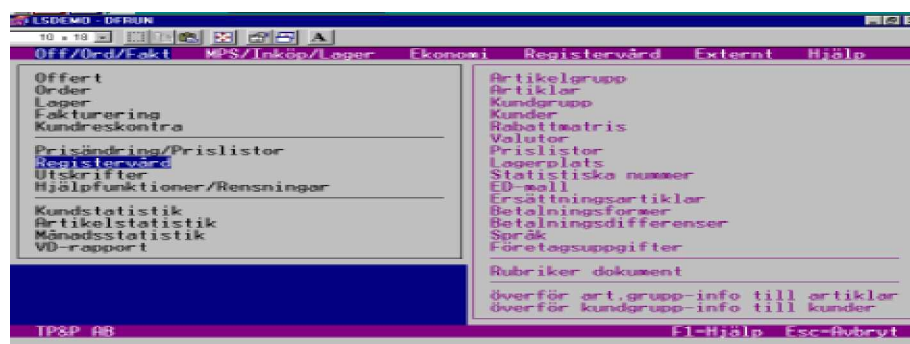 LSDEMO - DFRUN
10 x 18
A
Off/Ord/Fakt MPS/Inköp/Lager Ekonomi Registervård Externt Hjälp
Offert
Order
Lager
Fakturering
Kundreskontra
Prisändring/Prislistor
Registervård
Utskrifter
Hjälpfunktioner/Rensningar
Kundstatistik
Artikelstatistik
Månadsstatistik
VD-rapport
Artikelgrupp
Artiklar
Kundgrupp
Kunder
Rabattmatris
Valutor
Prislistor
Lagerplats
Statistiska nummer
ED-mall
Ersättningsartiklar
Betalningsformer
Betalningsdifferenser
Språk
Företagsuppgifter
Rubriker dokument
överför art.grupp-info till artiklar
överför kundgrupp-info till kunder
TP&P AB F1=Hjälp Esc=Avbryt